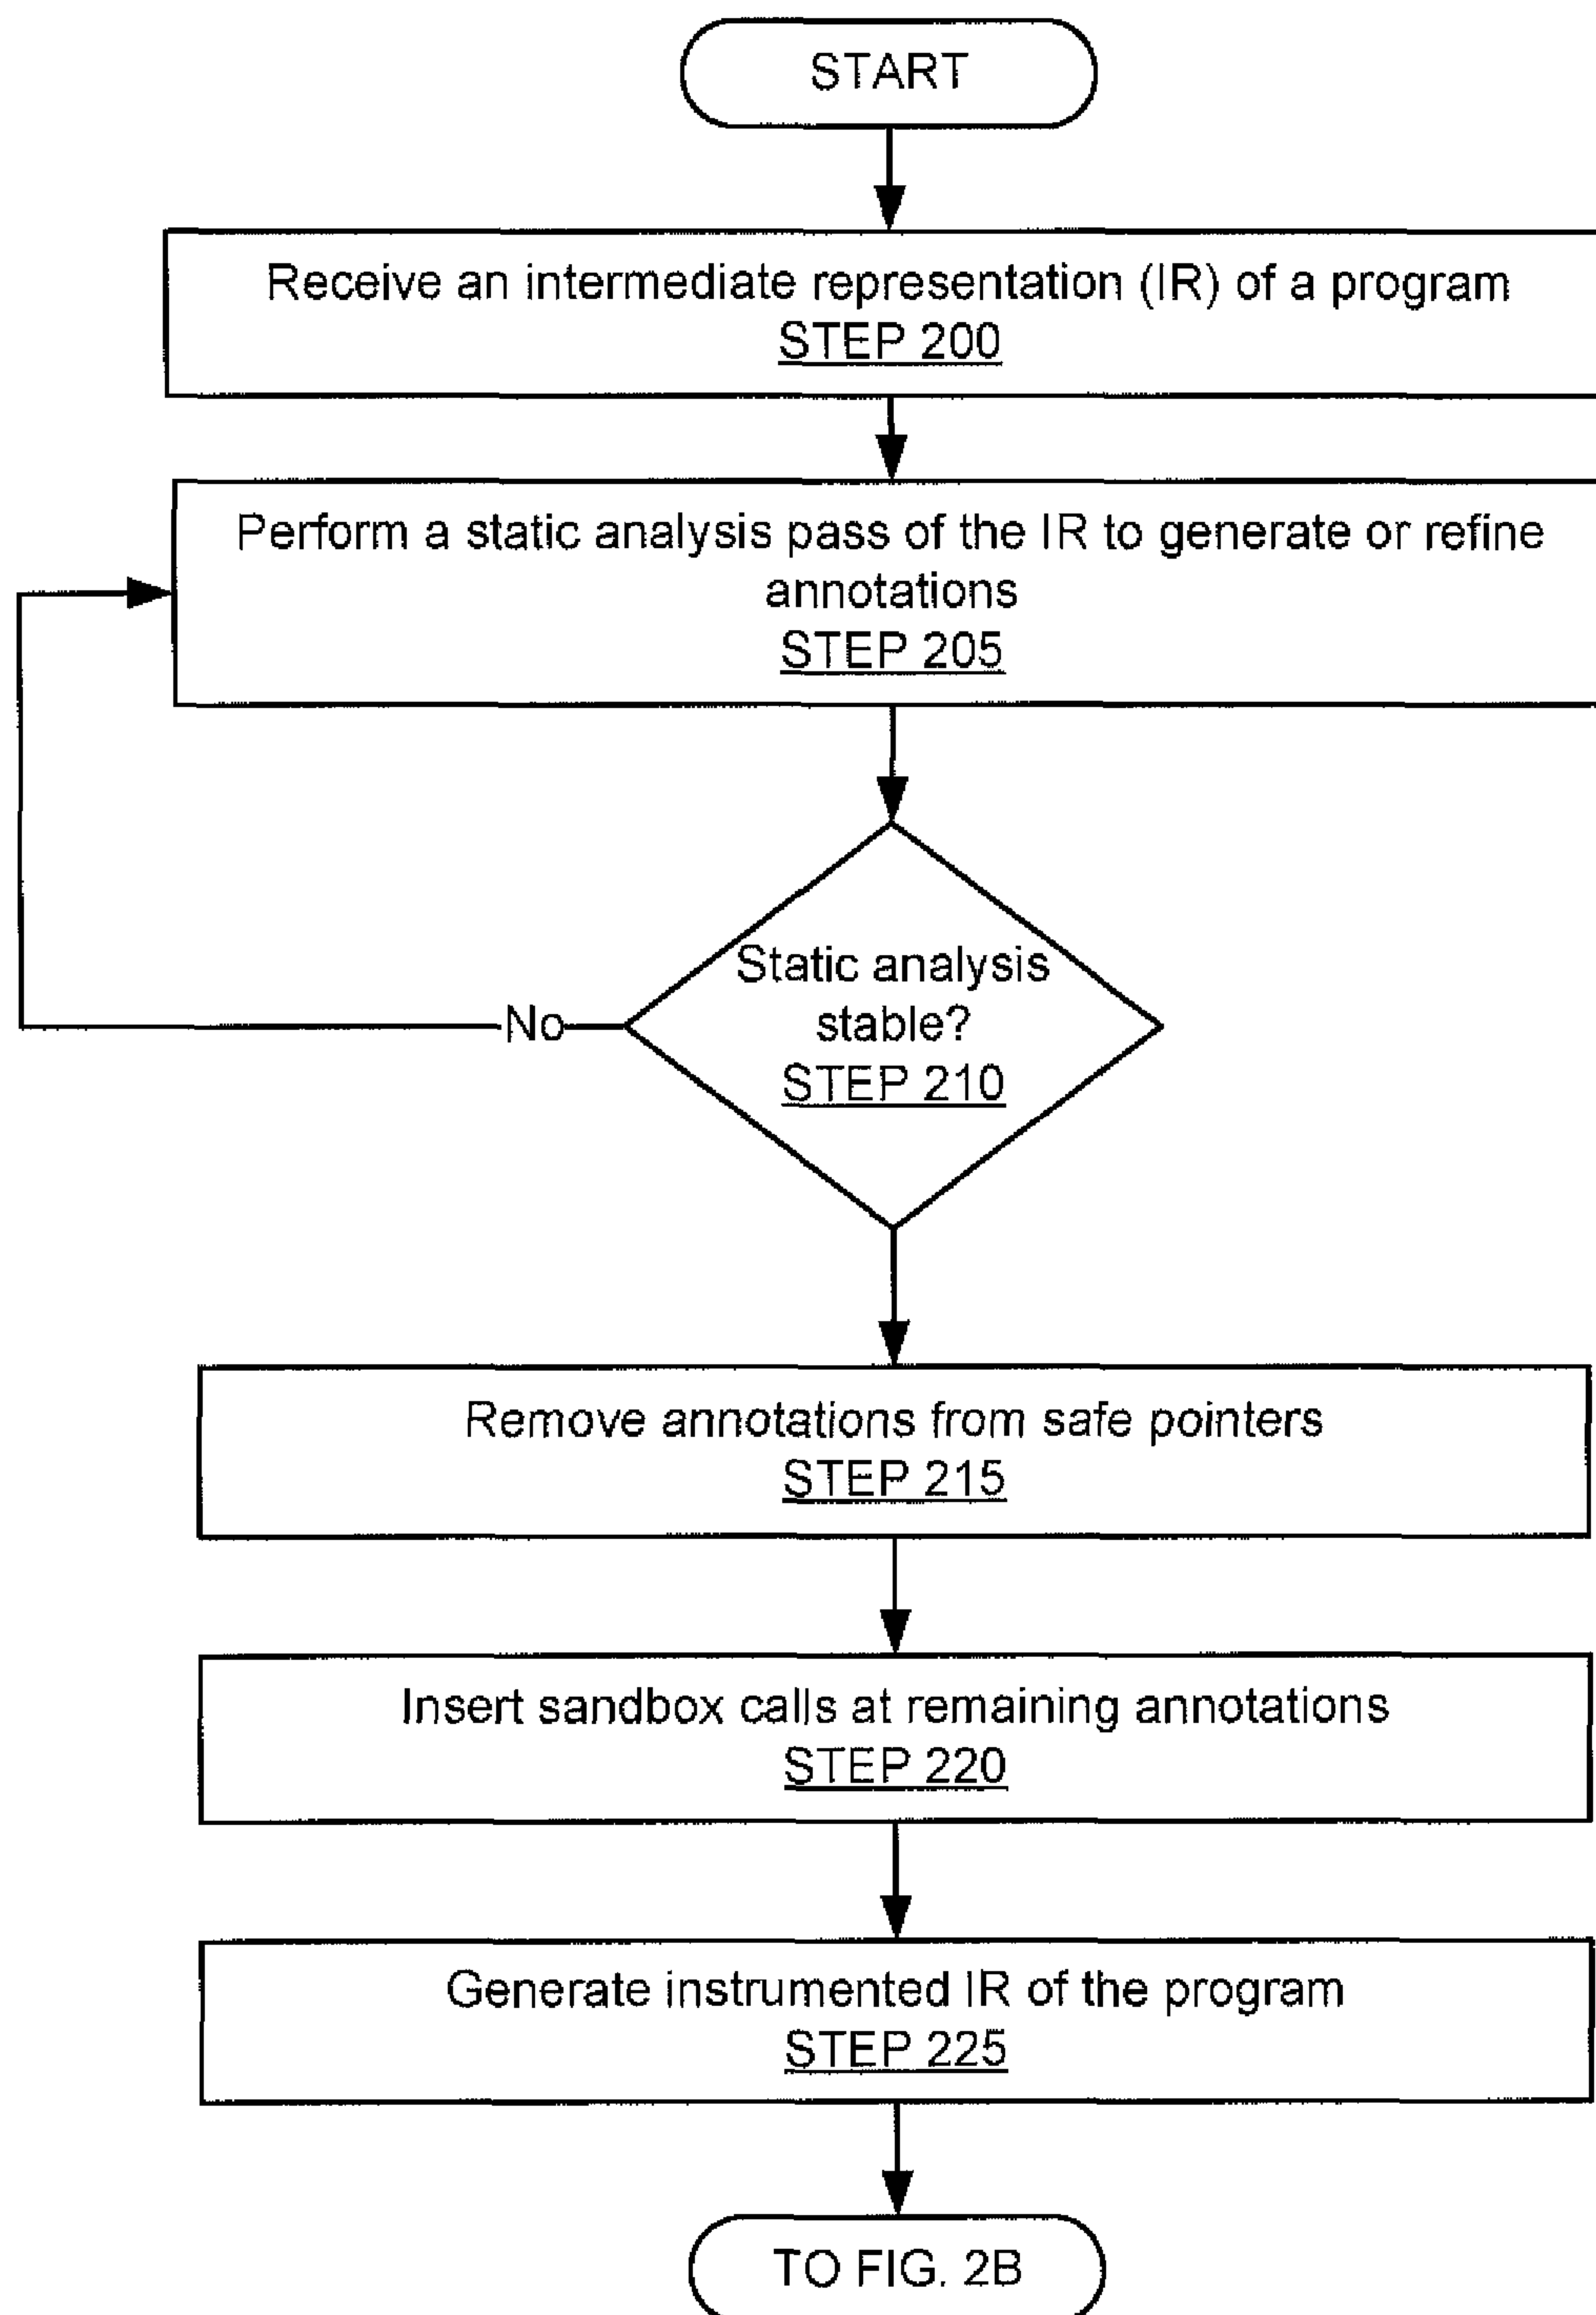 START
Receive an intermediate representation (IR) of a program
STEP 200
Perform a static analysis pass of the IR to generate or refine
annotations
STEP 205
Static analysis
stable?
STEP 210
No
Remove annotations from safe pointers
STEP 215
Insert sandbox calls at remaining annotations
STEP 220
Generate instrumented IR of the program
STEP 225
TO FIG. 2B